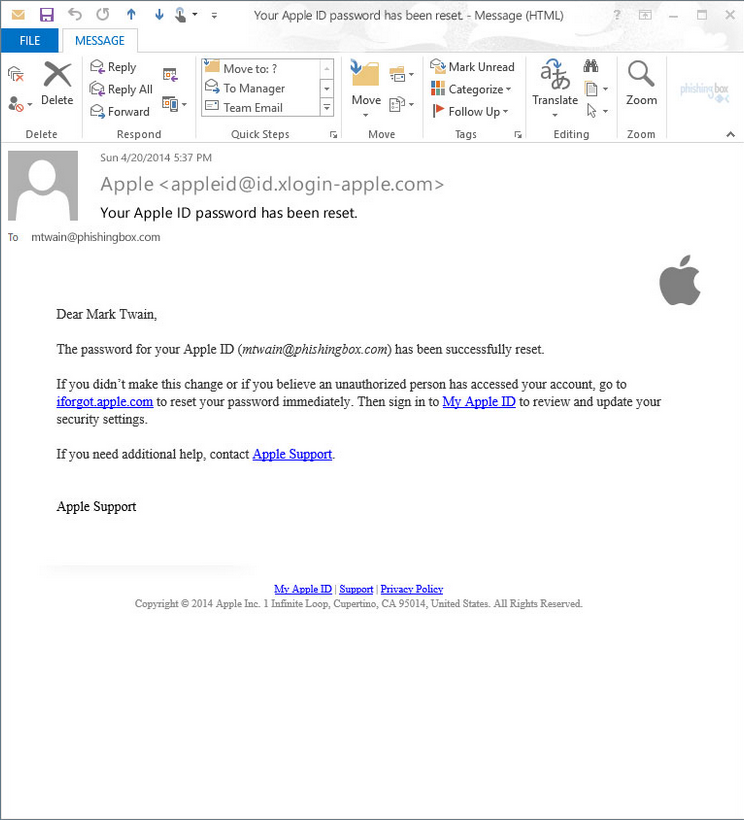 Your Apple ID password has been reset. - Message (HTML)
?
FILE
MESSAGE
Delete
Reply
Reply All
Forward
Move to: ?
To Manager
Team Email
Move
Mark Unread
Categorize
Follow Up
Translate
Zoom
phishingbox
Delete
Respond
Quick Steps
Move
Tags
Editing
Zoom
Sun 4/20/2014 5:37 PM
Apple <appleid@id.xlogin-apple.com>
Your Apple ID password has been reset.
To mtwain@phishingbox.com
Dear Mark Twain,
The password for your Apple ID (mtwain@phishingbox.com) has been successfully reset.
If you didn’t make this change or if you believe an unauthorized person has accessed your account, go to
iforgot.apple.com to reset your password immediately. Then sign in to My Apple ID to review and update your
security settings.
If you need additional help, contact Apple Support.
Apple Support
My Apple ID | Support | Privacy Policy
Copyright © 2014 Apple Inc. 1 Infinite Loop, Cupertino, CA 95014, United States. All Rights Reserved.